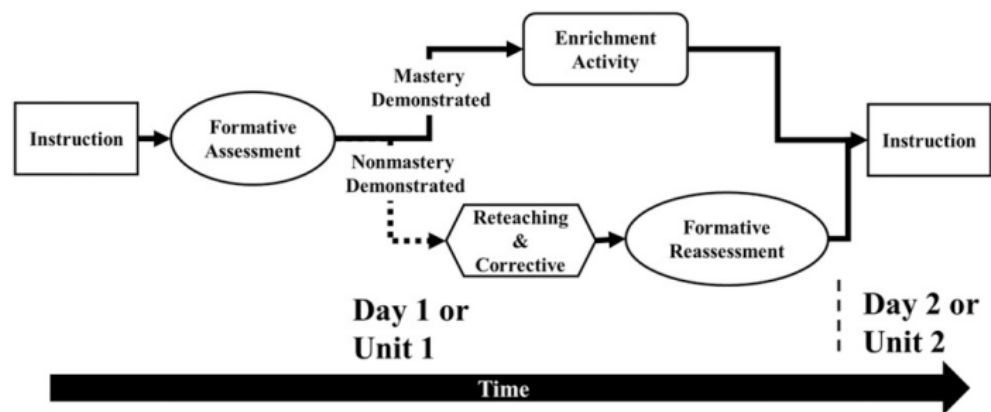 Instruction
Formative
Assessment
Mastery
Demonstrated
Enrichment
Activity
Nonmastery
Demonstrated
Reteaching
&
Corrective
Formative
Reassessment
Instruction
Day 1 or
Unit 1
Day 2 or
Unit 2
Time